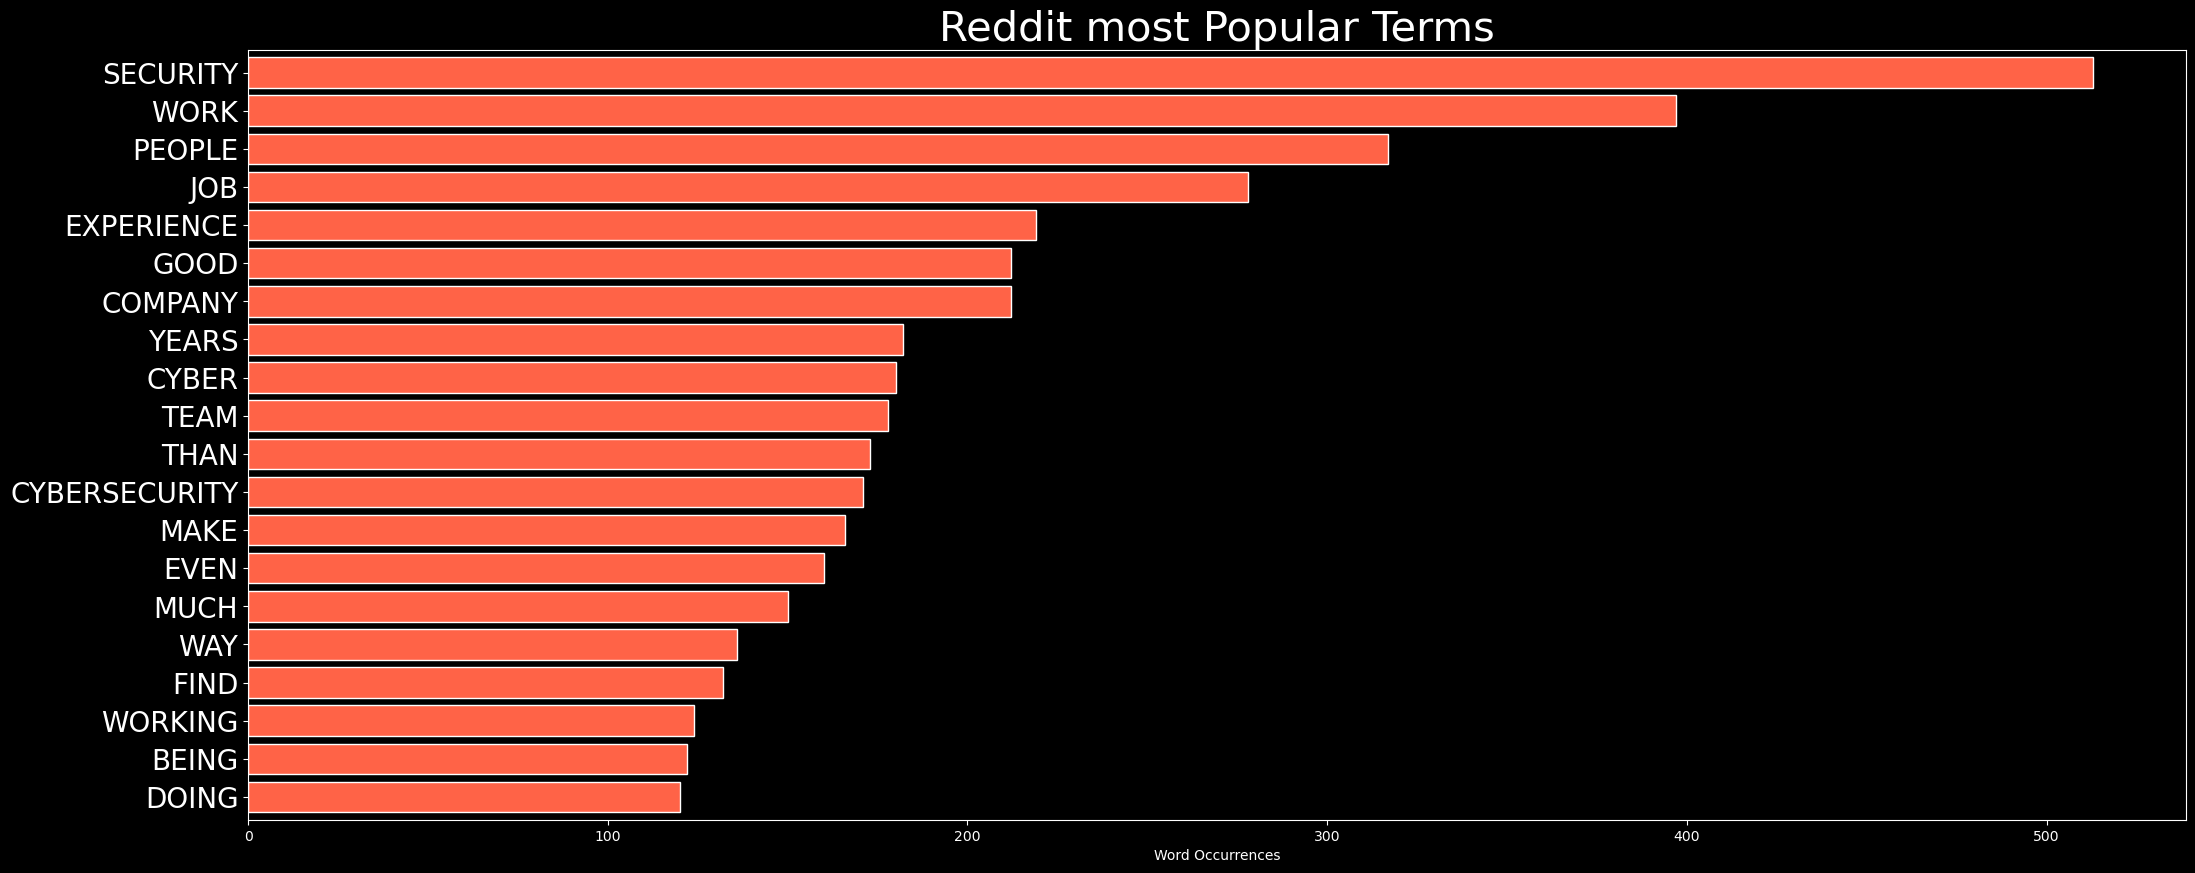 Reddit most Popular Terms
SECURITY
WORK
PEOPLE
JOB
EXPERIENCE
GOOD
COMPANY
YEARS
CYBER
TEAM
THAN
CYBERSECURITY
MAKE
EVEN
MUCH
WAY
FIND
WORKING
BEING
DOING
0 100 200 300 400 500
Word Occurrences